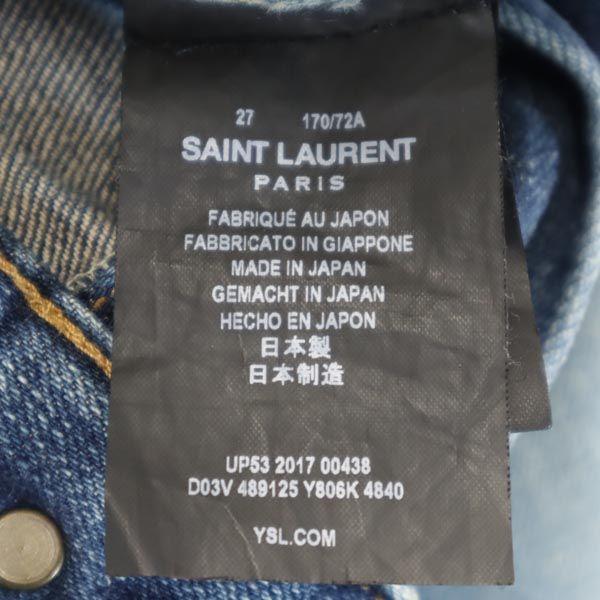 27 170/72A
SAINT LAURENT
PARIS
FABRIQUÉ AU JAPON
FABBRICATO IN GIAPPONE
MADE IN JAPAN
GEMACHT IN JAPAN
HECHO EN JAPON
日本製
日本制造
UP53 2017 00438
D03V 489125 Y806K 4840
YSL.COM